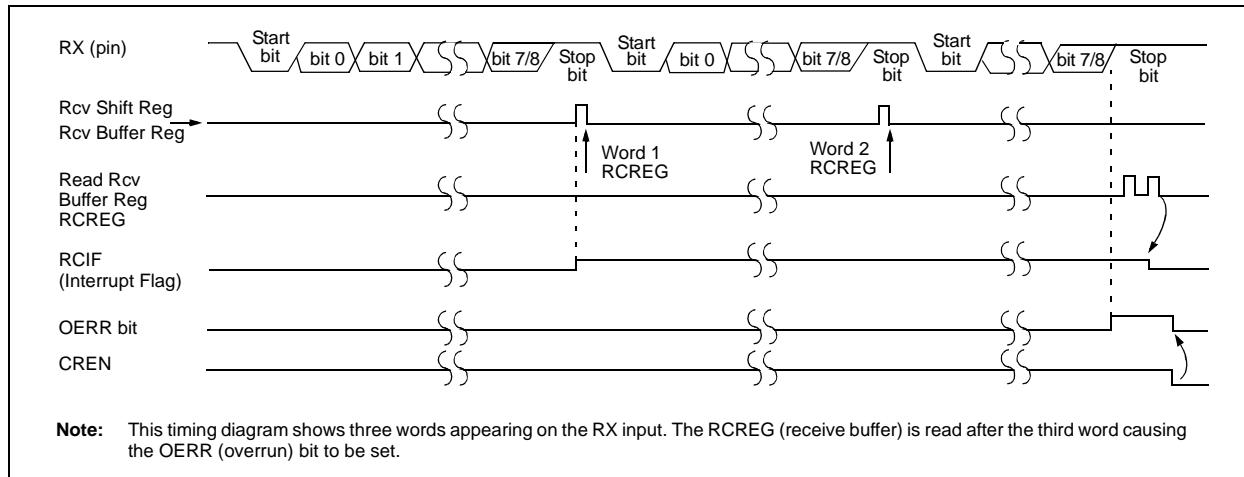 RX (pin)
Start bit
bit 0
bit 1
bit 7/8
Stop bit
Start bit
bit 0
bit 7/8
Stop bit
Start bit
bit 7/8
Stop bit
Rcv Shift Reg
Rcv Buffer Reg
Word 1
RCREG
Word 2
RCREG
Read Rcv
Buffer Reg
RCREG
RCIF
(Interrupt Flag)
OERR bit
CREN
Note: This timing diagram shows three words appearing on the RX input. The RCREG (receive buffer) is read after the third word causing
the OERR (overrun) bit to be set.